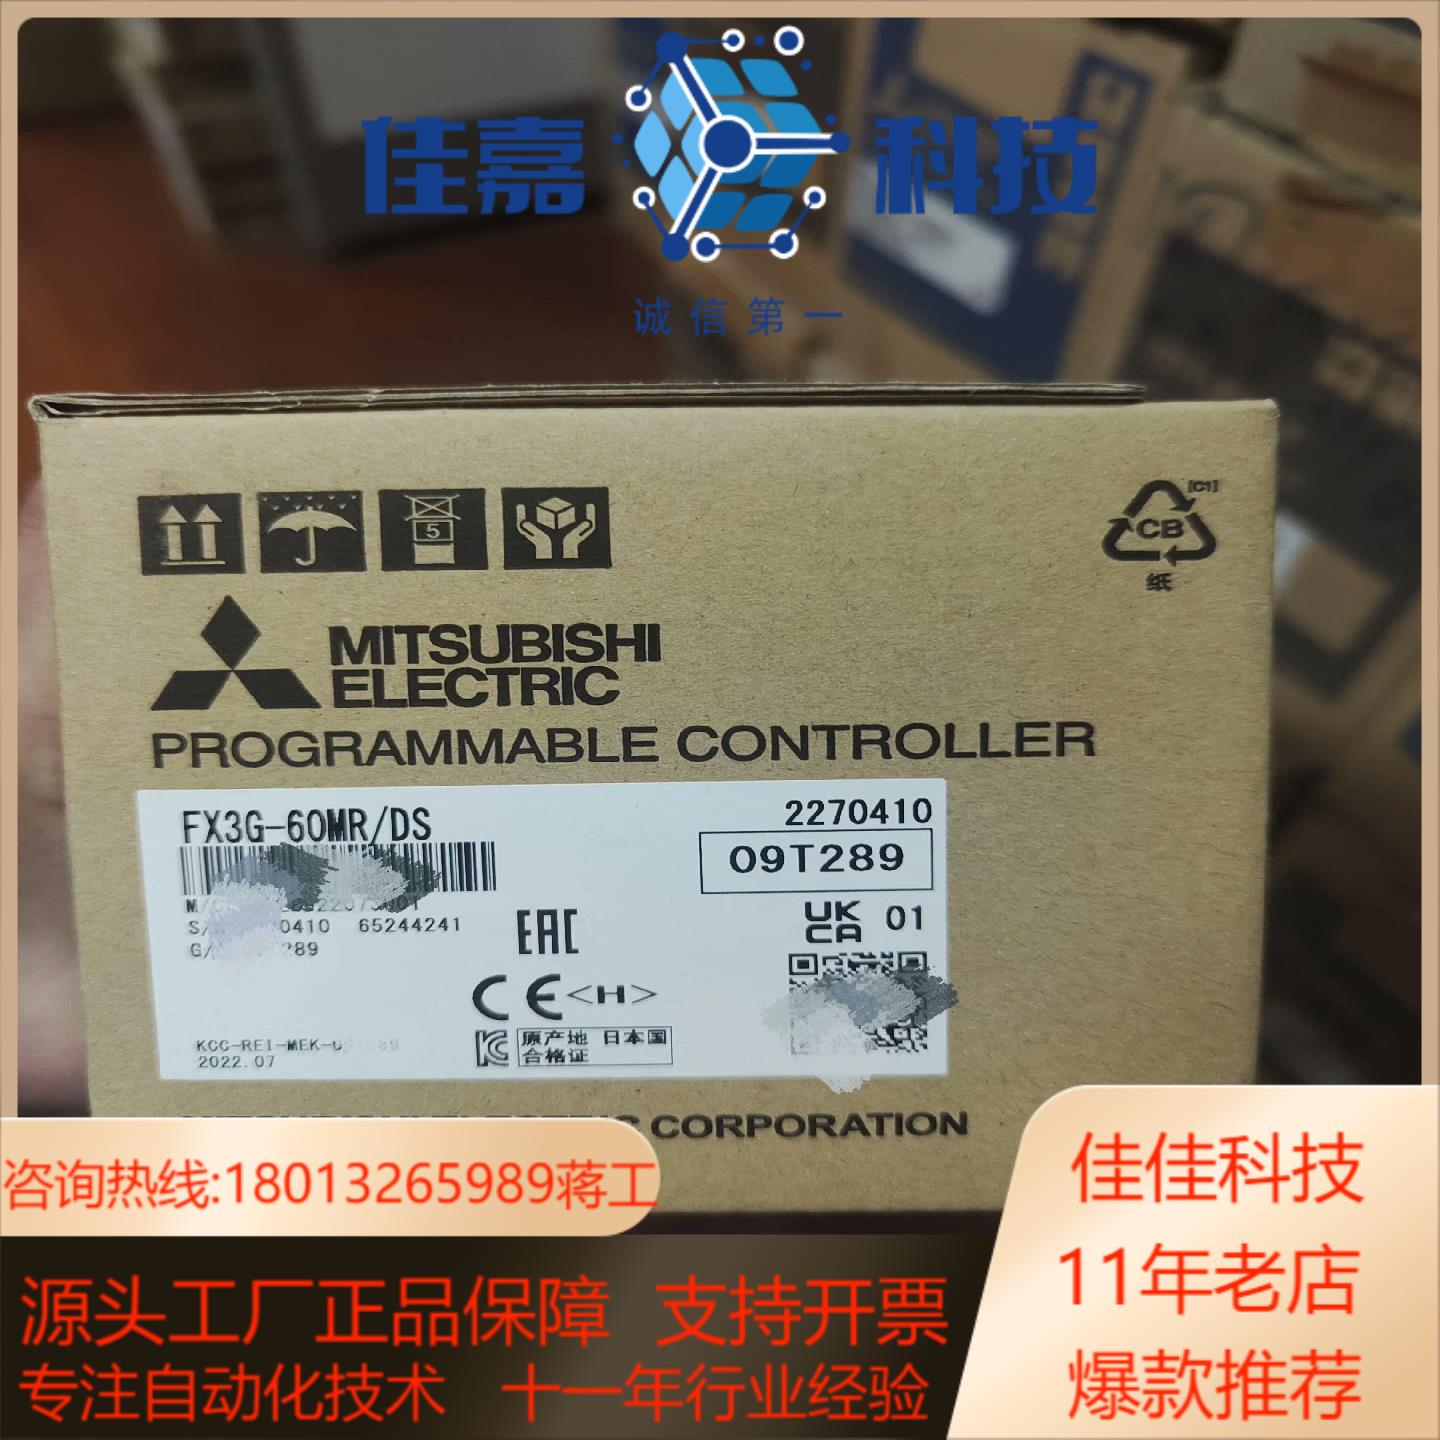 佳嘉 科技
诚信第一
5
[C1]
CB
纸
MITSUBISHI
ELECTRIC
PROGRAMMABLE CONTROLLER
FX3G-60MR/DS
2270410
09T289
0410 65244241
289
EAC
UK
CA 01
CE <H>
KCC-REI-MEK-
2022.07
原产地 日本国
合格证
CORPORATION
咨询热线:18013265989蒋工
佳佳科技
11年老店
爆款推荐
源头工厂正品保障 支持开票
专注自动化技术 十一年行业经验